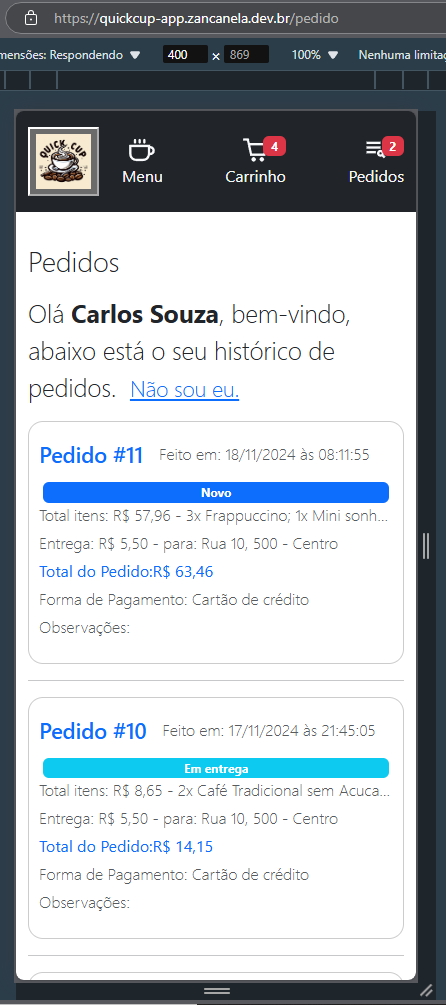 https://quickcup-app.zancanela.dev.br/pedido
mensões: Respondendo ▼ 400 × 869 100% ▼ Nenhuma limitaç
QUICK CUP
4 2
Menu Carrinho Pedidos
Pedidos
Olá Carlos Souza, bem-vindo,
abaixo está o seu histórico de
pedidos. Não sou eu.
Pedido #11 Feito em: 18/11/2024 às 08:11:55
Novo
Total itens: R$ 57,96 - 3x Frappuccino; 1x Mini sonh...
Entrega: R$ 5,50 - para: Rua 10, 500 - Centro
Total do Pedido:R$ 63,46
Forma de Pagamento: Cartão de crédito
Observações:
Pedido #10 Feito em: 17/11/2024 às 21:45:05
Em entrega
Total itens: R$ 8,65 - 2x Café Tradicional sem Acuca...
Entrega: R$ 5,50 - para: Rua 10, 500 - Centro
Total do Pedido:R$ 14,15
Forma de Pagamento: Cartão de crédito
Observações: